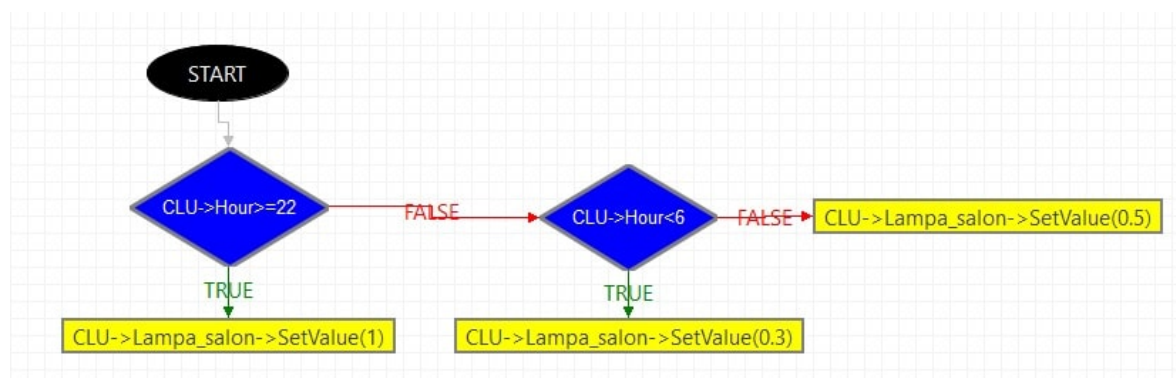 START
CLU->Hour>=22
FALSE
CLU->Hour<6
FALSE
CLU->Lampa_salon->SetValue(0.5)
TRUE
TRUE
CLU->Lampa_salon->SetValue(1)
CLU->Lampa_salon->SetValue(0.3)